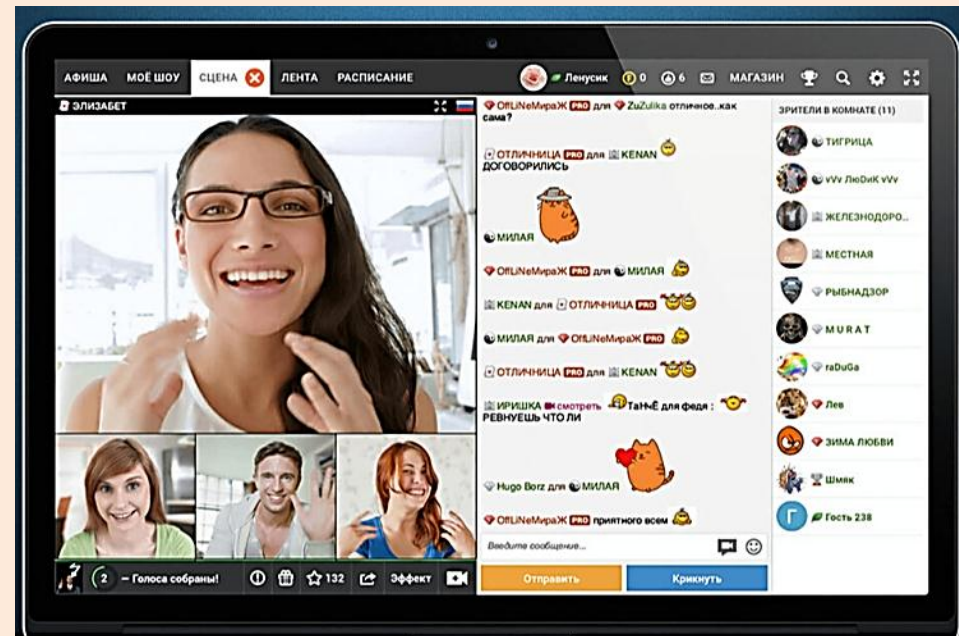 АФИША МОЁ ШОУ СЦЕНА ЛЕНТА РАСПИСАНИЕ Ленусик 0 6 МАГАЗИН
ЭЛИЗАБЕТ
OffLiNeМираЖ PRO для ZuZulika отличное..как
сама?
ОТЛИЧНИЦА PRO для KENAN
ДОГОВОРИЛИСЬ
МИЛАЯ
OffLiNeМираЖ PRO для МИЛАЯ
KENAN для ОТЛИЧНИЦА PRO
МИЛАЯ для OffLiNeМираЖ PRO
ОТЛИЧНИЦА PRO для KENAN
ИРИШКА смотреть ТаНчЁ для федя :
РЕВНУЕШЬ ЧТО ЛИ
Hugo Borz для МИЛАЯ
OffLiNeМираЖ PRO приятного всем
Введите сообщение...
Отправить Крикнуть
ЗРИТЕЛИ В КОМНАТЕ (11)
ТИГРИЦА
vVv ЛюDиК vVv
ЖЕЛЕЗНОДОРО..
МЕСТНАЯ
РЫБНАДЗОР
M U R A T
raDuGa
Лев
ЗИМА ЛЮБВИ
Шмяк
Г Гость 238
2 – Голоса собраны! 132 Эффект